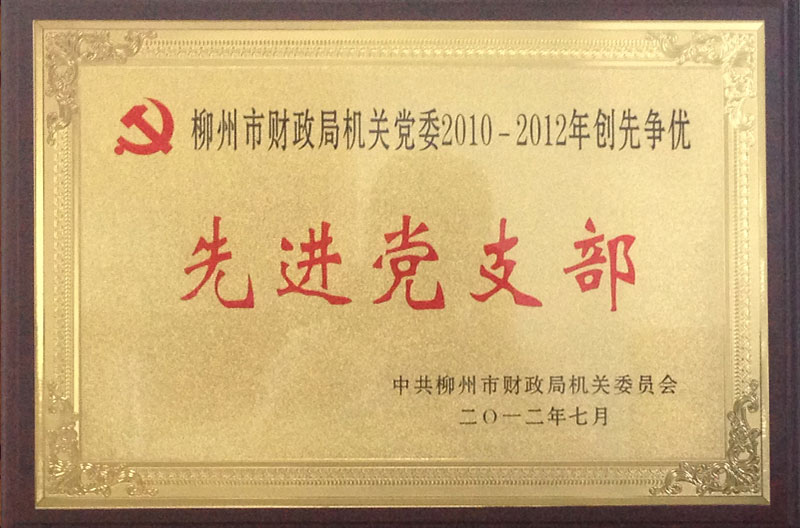 柳州市财政局机关党委2010-2012年创先争优
先进党支部
中共柳州市财政局机关委员会
二〇一二年七月